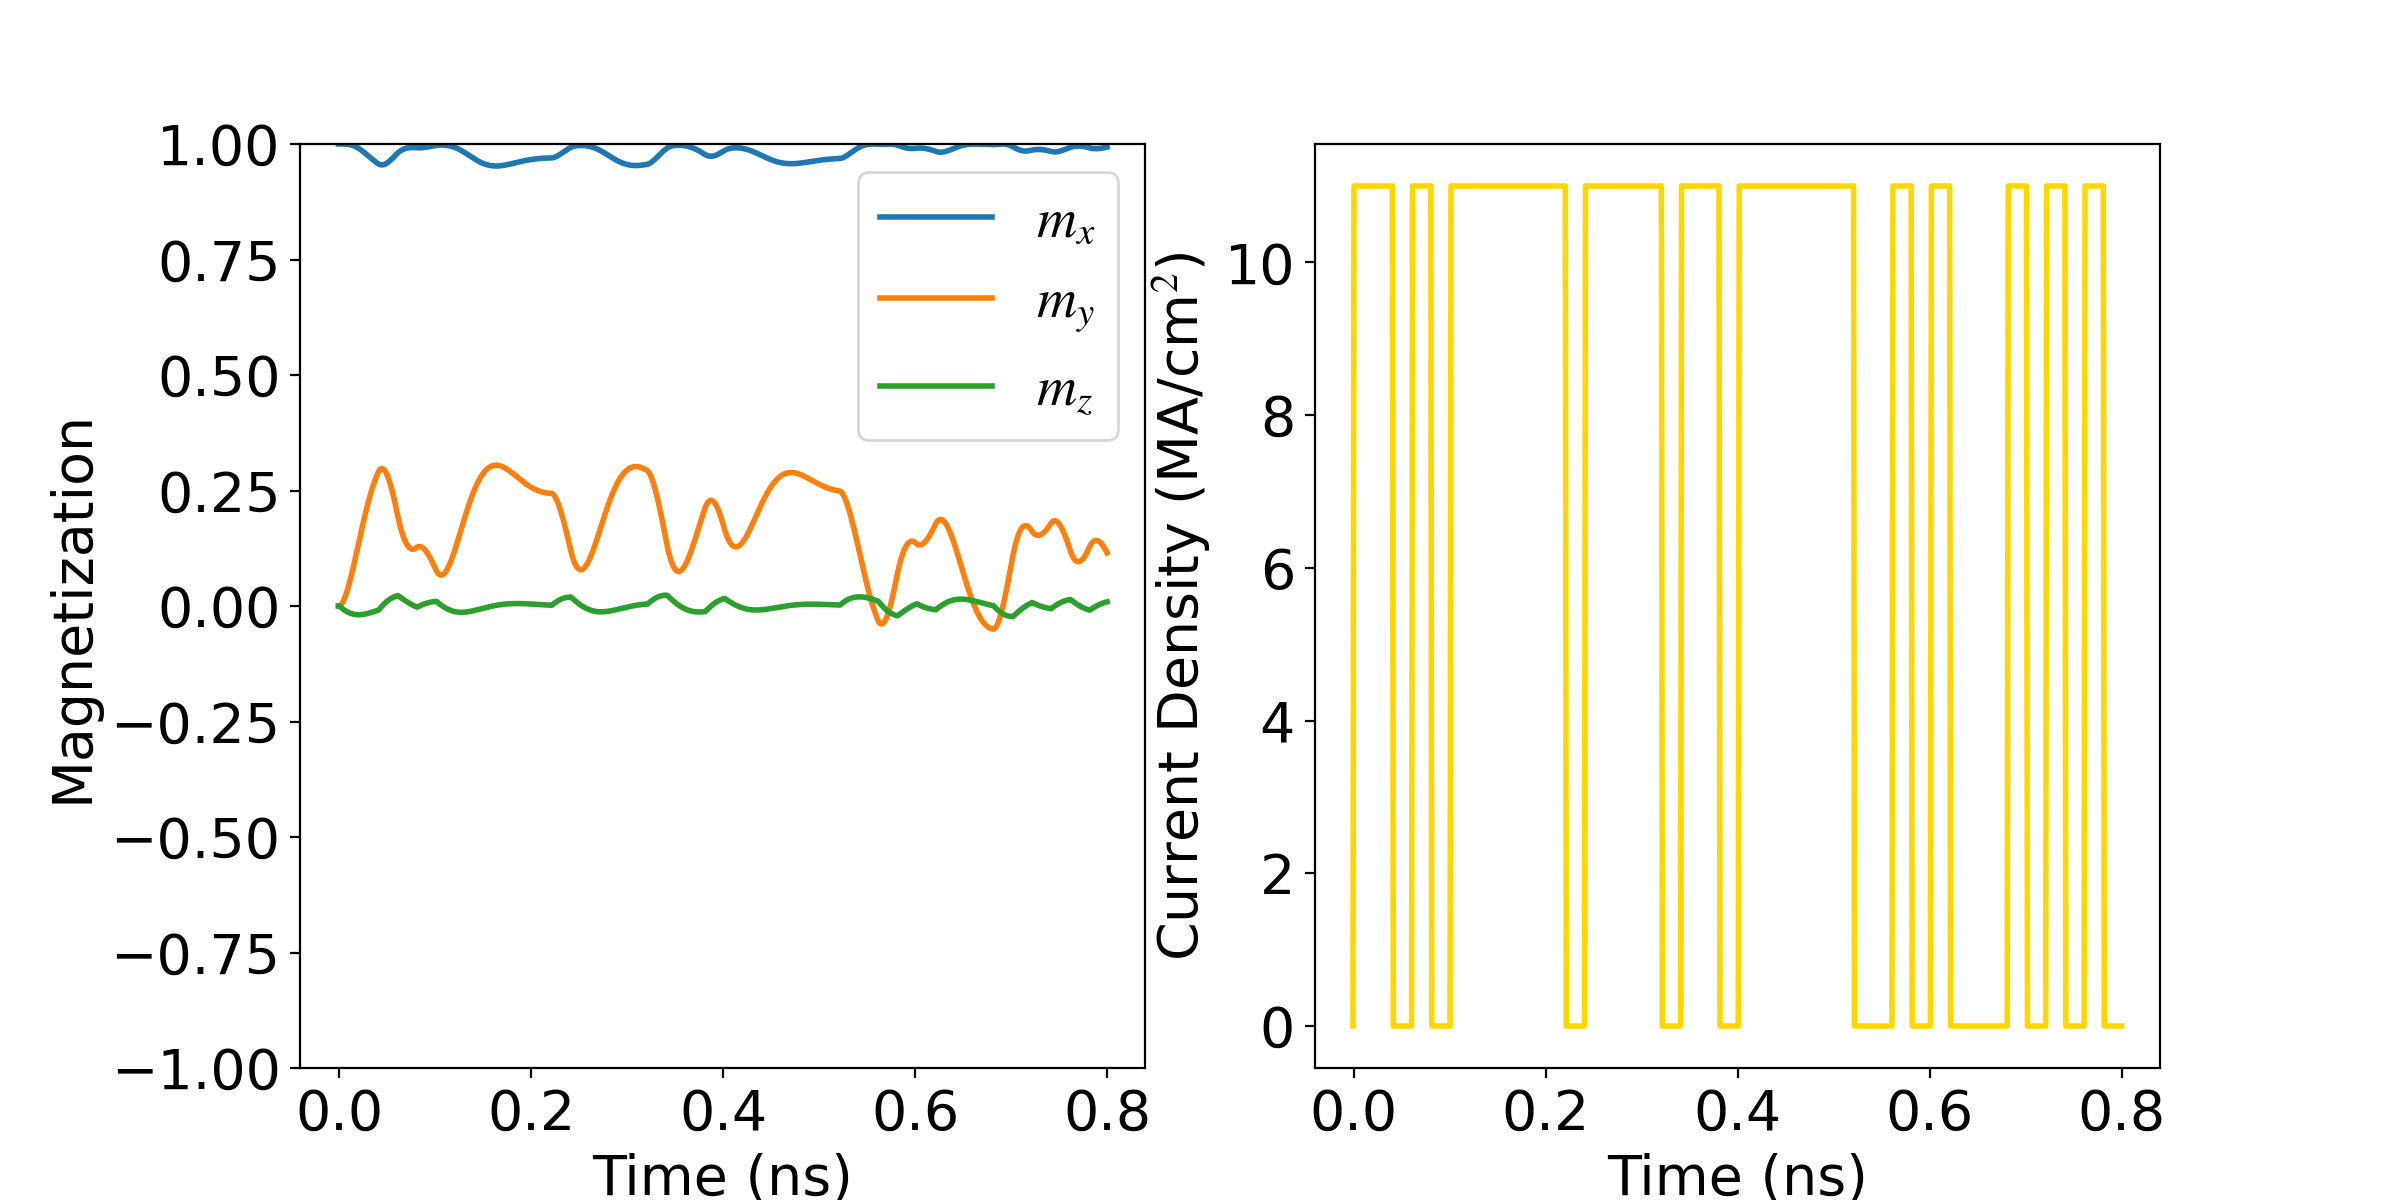 Magnetization
1.00
0.75
0.50
0.25
0.00
−0.25
−0.50
−0.75
−1.00
0.0 0.2 0.4 0.6 0.8
Time (ns)
m_x
m_y
m_z
Current Density (MA/cm²)
10
8
6
4
2
0
0.0 0.2 0.4 0.6 0.8
Time (ns)